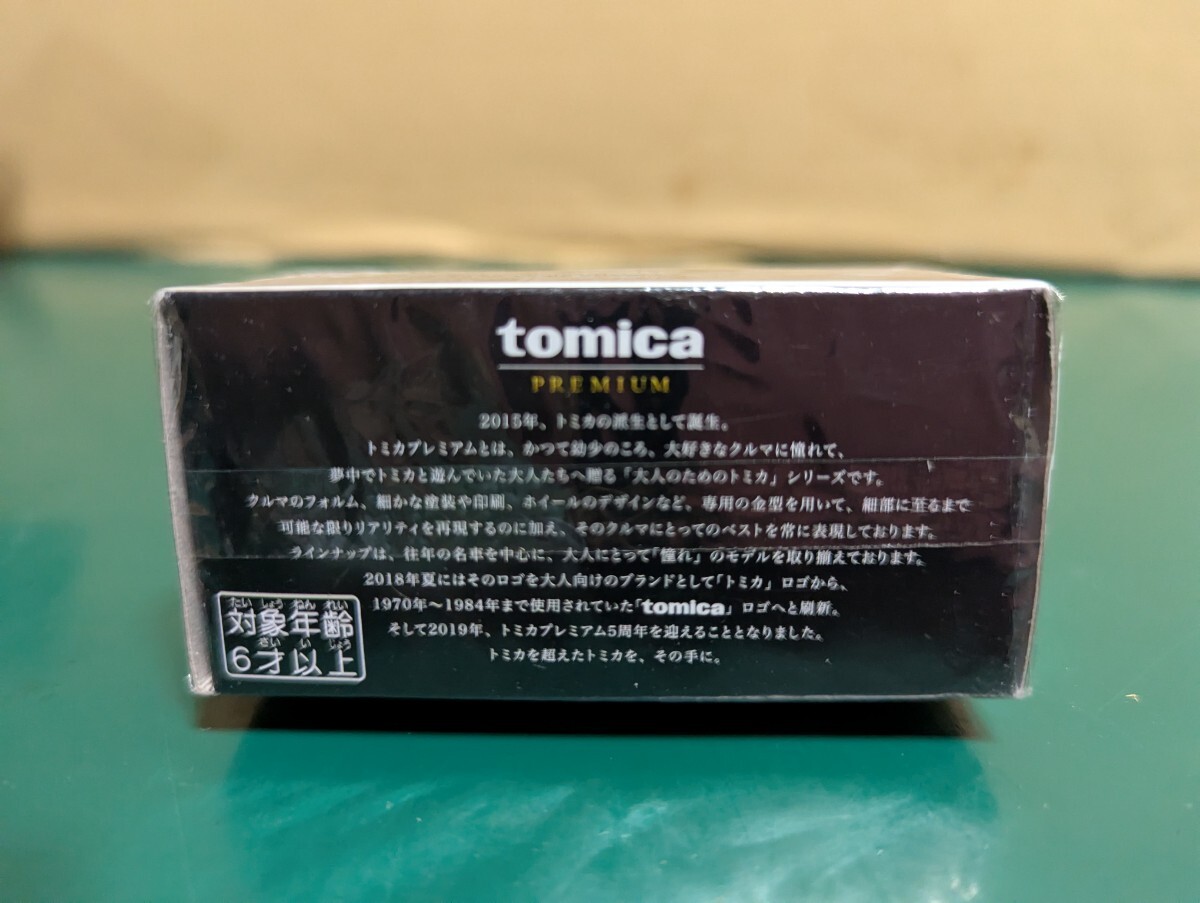 tomica
PREMIUM
2015年、トミカの派生として誕生。
トミカプレミアムとは、かつて幼少のころ、大好きなクルマに憧れて、
夢中でトミカと遊んでいた大人たちへ贈る「大人のためのトミカ」シリーズです。
クルマのフォルム、細かな塗装や印刷、ホイールのデザインなど、専用の金型を用いて、細部に至るまで
可能な限りリアリティを再現するのに加え、そのクルマにとってのベストを常に表現しております。
ラインナップは、往年の名車を中心に、大人にとって「憧れ」のモデルを取り揃えております。
2018年夏にはそのロゴを大人向けのブランドとして「トミカ」ロゴから、
1970年〜1984年まで使用されていた「tomica」ロゴへと刷新。
そして2019年、トミカプレミアム5周年を迎えることとなりました。
トミカを超えたトミカを、その手に。
たいしょうねんれい
対象年齢
さいいじょう
6才以上